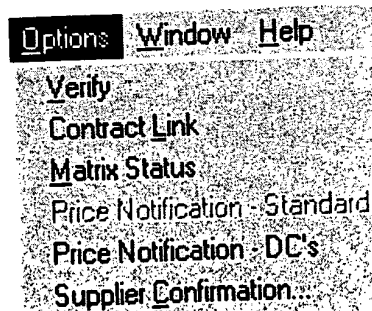 Options Window Help
Verify
Contract Link
Matrix Status
Price Notification - Standard
Price Notification - DC's
Supplier Confirmation...